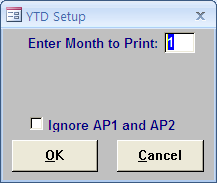 YTD Setup
Enter Month to Print: 1
Ignore AP1 and AP2
OK Cancel